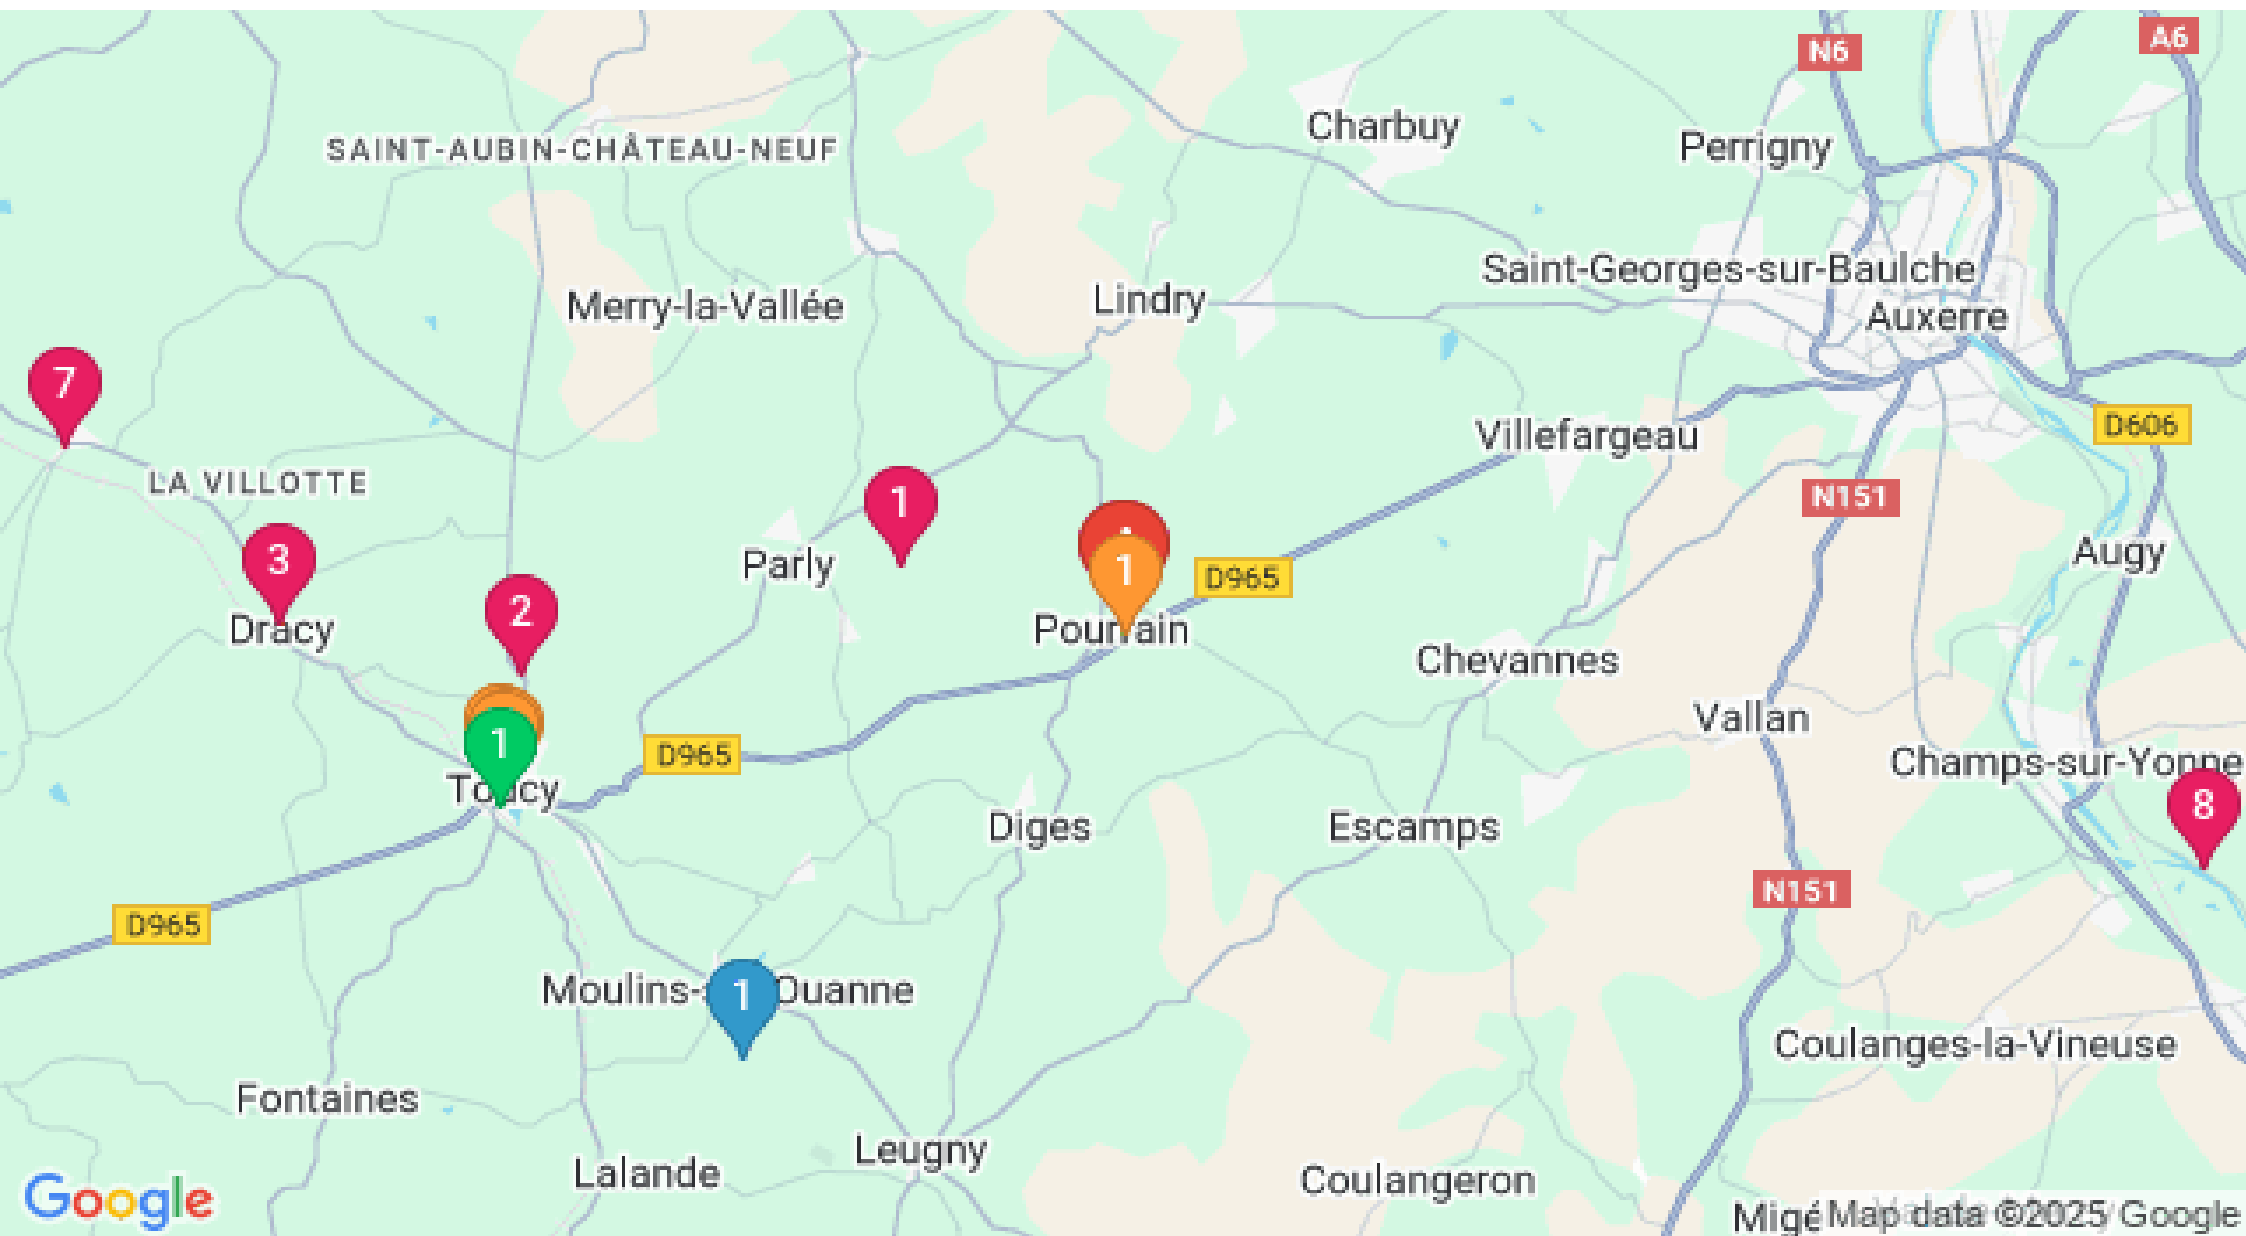 N6
A6
Charbuy
Perrigny
SAINT-AUBIN-CHÂTEAU-NEUF
Saint-Georges-sur-Baulche
Merry-la-Vallée
Lindry
Auxerre
7
D606
Villefargeau
LA VILLOTTE
1
N151
3
Parly
1
D965
Augy
2
Dracy
Pourrain
Chevannes
1
Vallan
D965
Champs-sur-Yonne
Toucy
8
Diges
Escamps
N151
D965
Moulins-
1
Ouanne
Coulanges-la-Vineuse
Fontaines
Leugny
Lalande
Coulangeron
Google
Migé
Map data ©2025 Google